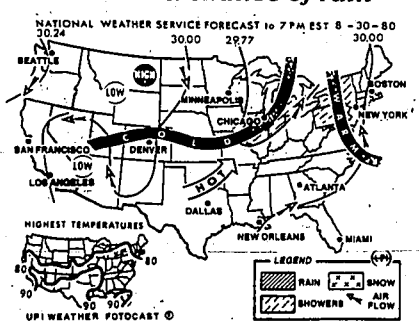 NATIONAL WEATHER SERVICE FORECAST to 7 PM EST 8-30-80
30.24
30.00
29.77
30.00
SEATTLE
HIGH
LOW
MINNEAPOLIS
BOSTON
NEW YORK
CHICAGO
WARM
COLD
SAN FRANCISCO
DENVER
LOW
LOS ANGELES
HOT
ATLANTA
DALLAS
NEW ORLEANS
MIAMI
HIGHEST TEMPERATURES
80
80
80
90
90
90
LEGEND
RAIN
SNOW
SHOWERS
AIR FLOW
UPI WEATHER FOTOCAST ©